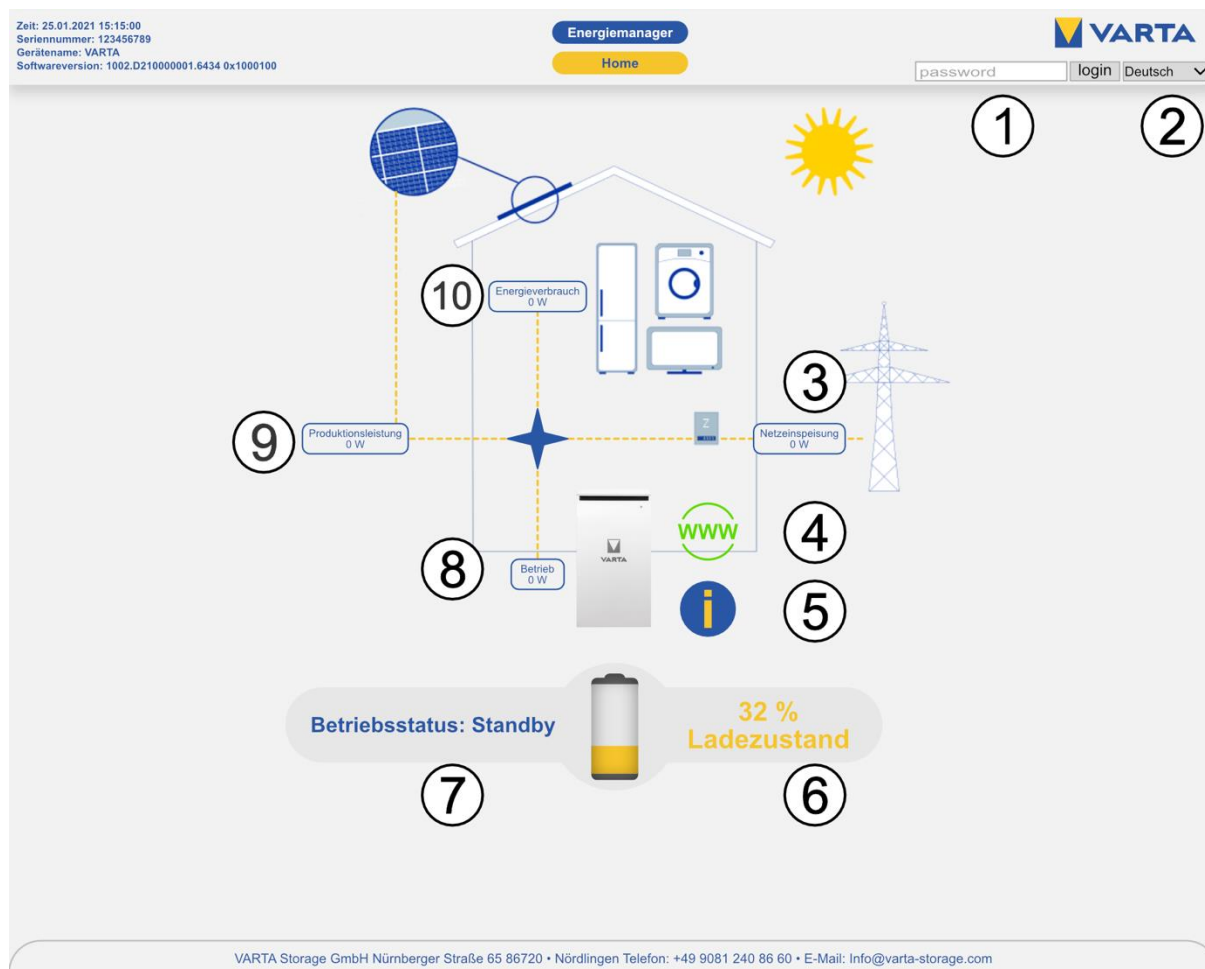 Zeit: 25.01.2021 15:15:00
Seriennummer: 123456789
Gerätename: VARTA
Softwareversion: 1002.D210000001.6434 0x1000100
Energiemanager
Home
VARTA
password
login
Deutsch
1
2
10
Energieverbrauch
0 W
3
9
Produktionsleistung
0 W
Z
Netzeinspeisung
0 W
www
4
8
Betrieb
0 W
VARTA
i
5
Betriebsstatus: Standby
32 %
Ladezustand
7
6
VARTA Storage GmbH Nürnberger Straße 65 86720 • Nördlingen Telefon: +49 9081 240 86 60 • E-Mail: Info@varta-storage.com